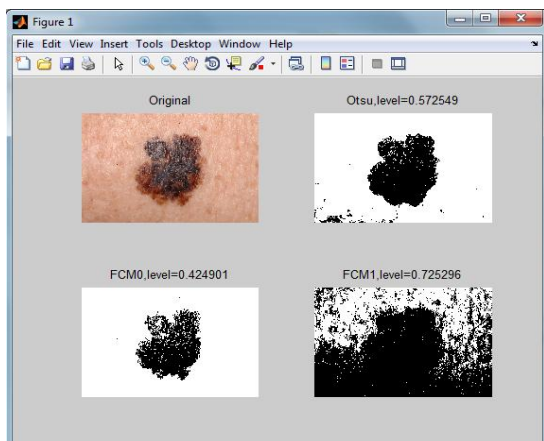 Figure 1
File Edit View Insert Tools Desktop Window Help
Original
Otsu,level=0.572549
FCM0,level=0.424901
FCM1,level=0.725296